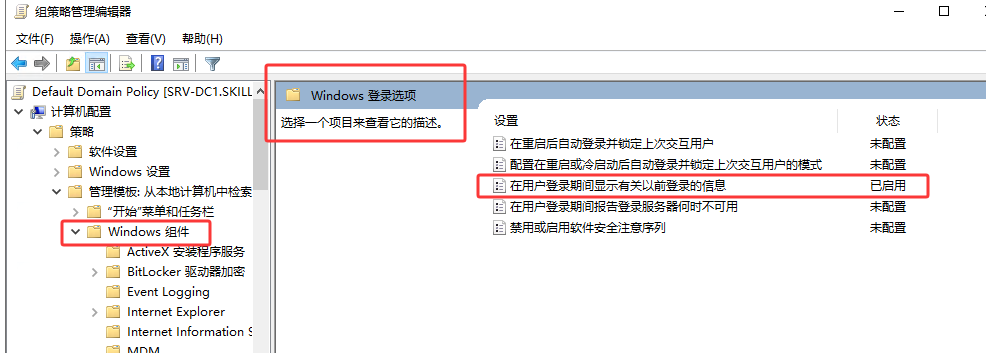 组策略管理编辑器
文件(F) 操作(A) 查看(V) 帮助(H)
Default Domain Policy [SRV-DC1.SKILL
计算机配置
策略
软件设置
Windows 设置
管理模板: 从本地计算机中检索
“开始”菜单和任务栏
Windows 组件
ActiveX 安装程序服务
BitLocker 驱动器加密
Event Logging
Internet Explorer
Internet Information S
MDM
Windows 登录选项
选择一个项目来查看它的描述。
设置 状态
在重启后自动登录并锁定上次交互用户 未配置
配置在重启或冷启动后自动登录并锁定上次交互用户的模式 未配置
在用户登录期间显示有关以前登录的信息 已启用
在用户登录期间报告登录服务器何时不可用 未配置
禁用或启用软件安全注意序列 未配置